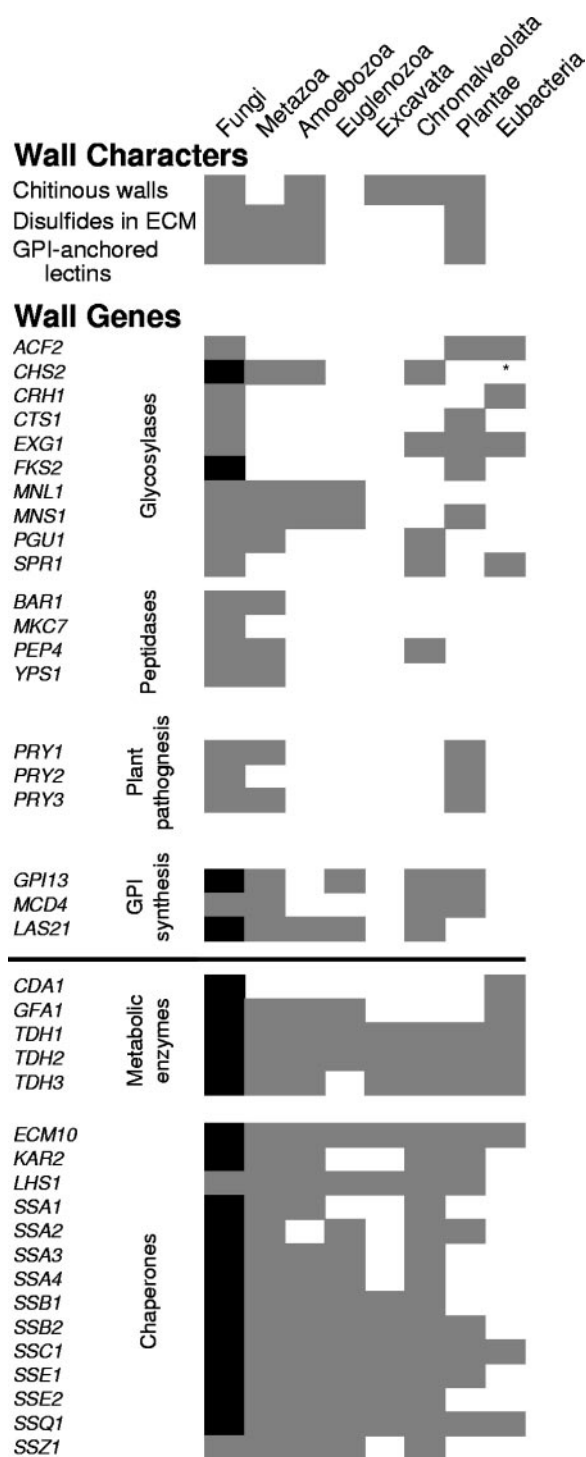 Fungi
Metazoa
Amoebozoa
Euglenozoa
Excavata
Chromalveolata
Plantae
Eubacteria
Wall Characters
Chitinous walls
Disulfides in ECM
GPI-anchored
lectins
Wall Genes
Glycosylases
ACF2
CHS2 *
CRH1
CTS1
EXG1
FKS2
MNL1
MNS1
PGU1
SPR1
Peptidases
BAR1
MKC7
PEP4
YPS1
Plant
pathognesis
PRY1
PRY2
PRY3
GPI
synthesis
GPI13
MCD4
LAS21
Metabolic
enzymes
CDA1
GFA1
TDH1
TDH2
TDH3
Chaperones
ECM10
KAR2
LHS1
SSA1
SSA2
SSA3
SSA4
SSB1
SSB2
SSC1
SSE1
SSE2
SSQ1
SSZ1